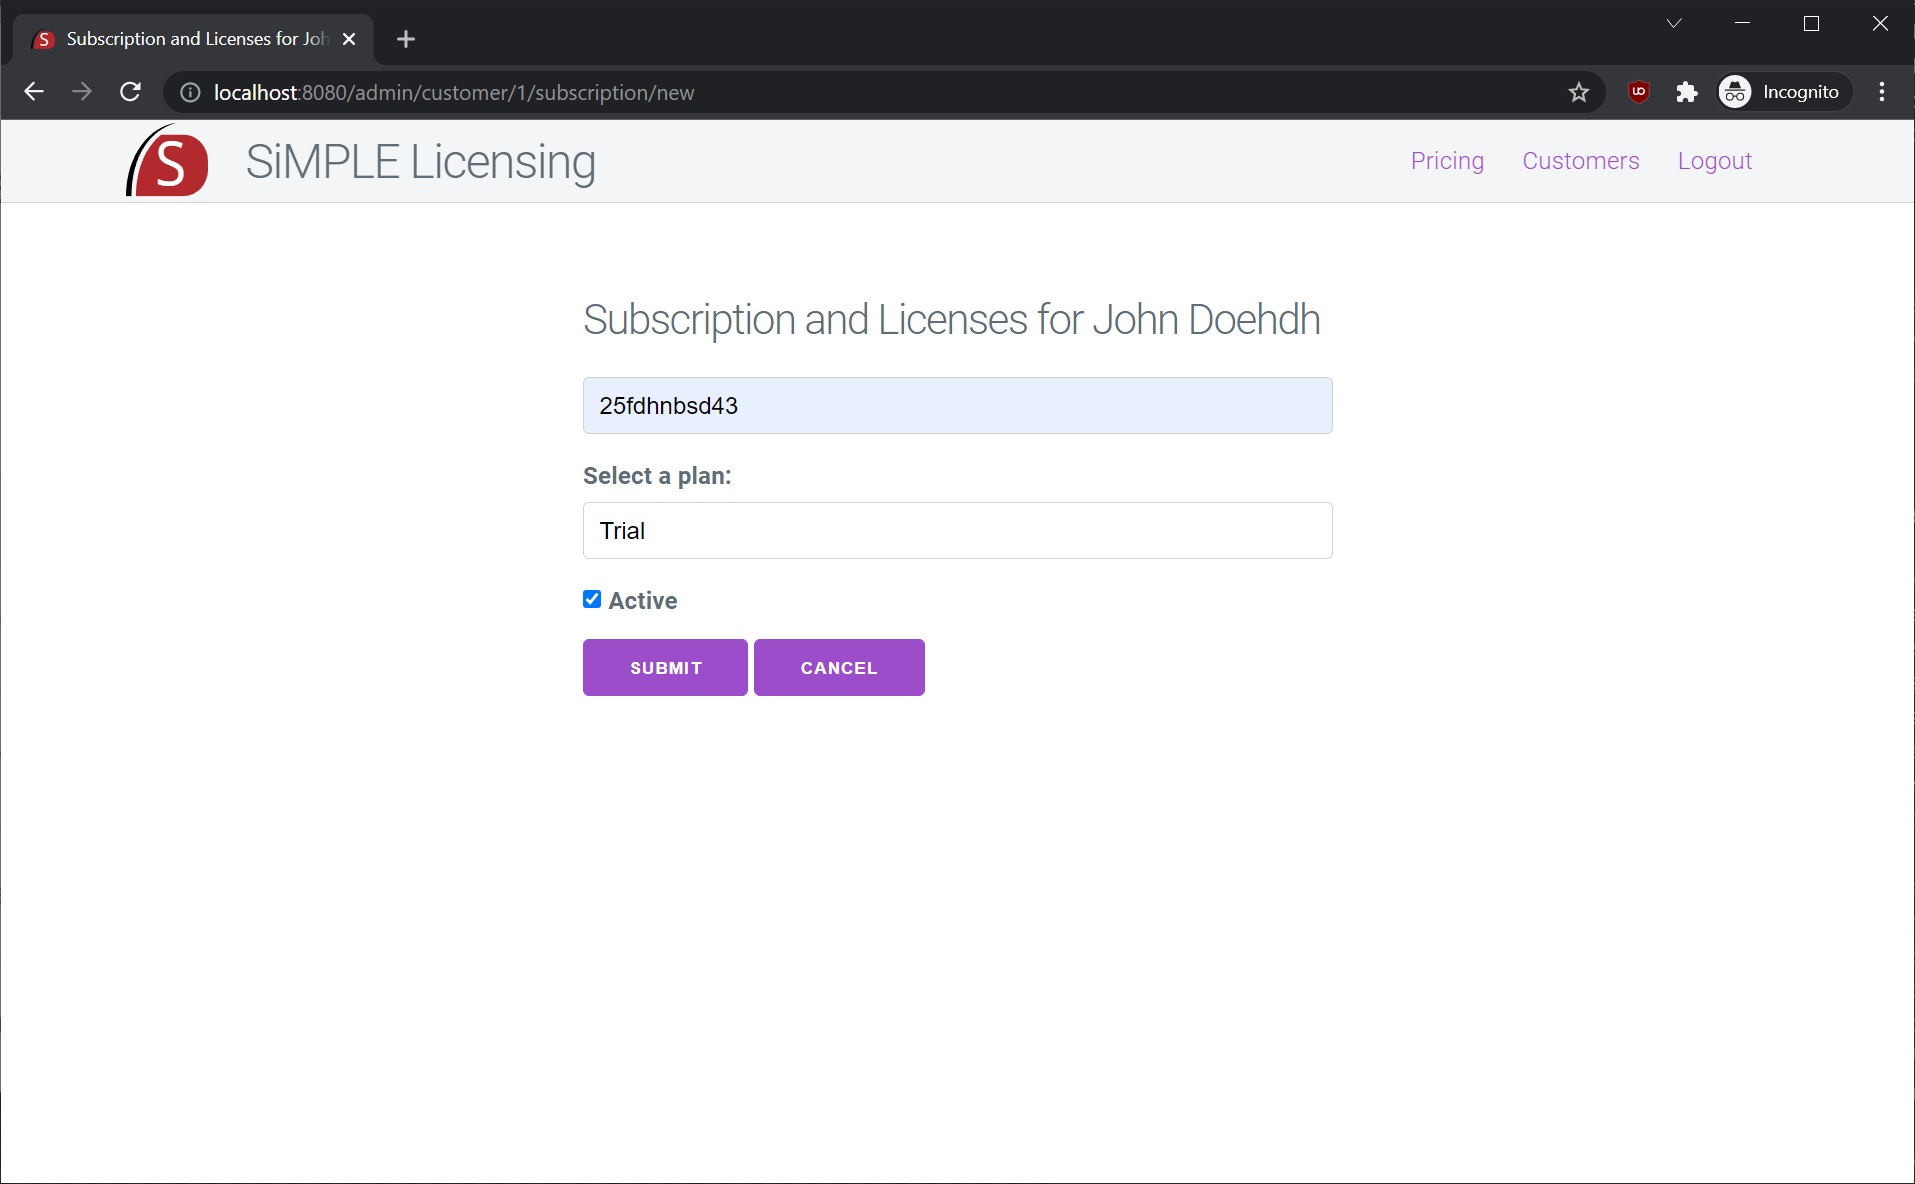 Subscription and Licenses for Joh
localhost:8080/admin/customer/1/subscription/new
Incognito
S SiMPLE Licensing
Pricing Customers Logout
Subscription and Licenses for John Doehdh
25fdhnbsd43
Select a plan:
Trial
Active
SUBMIT CANCEL